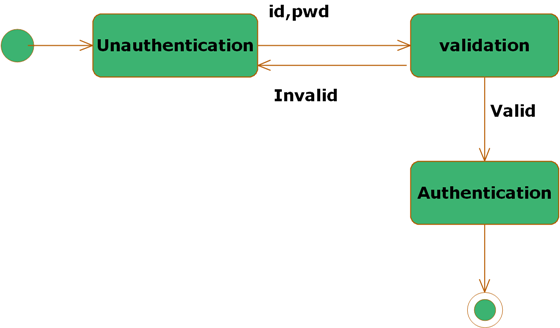 id,pwd
Unauthentication
validation
Invalid
Valid
Authentication